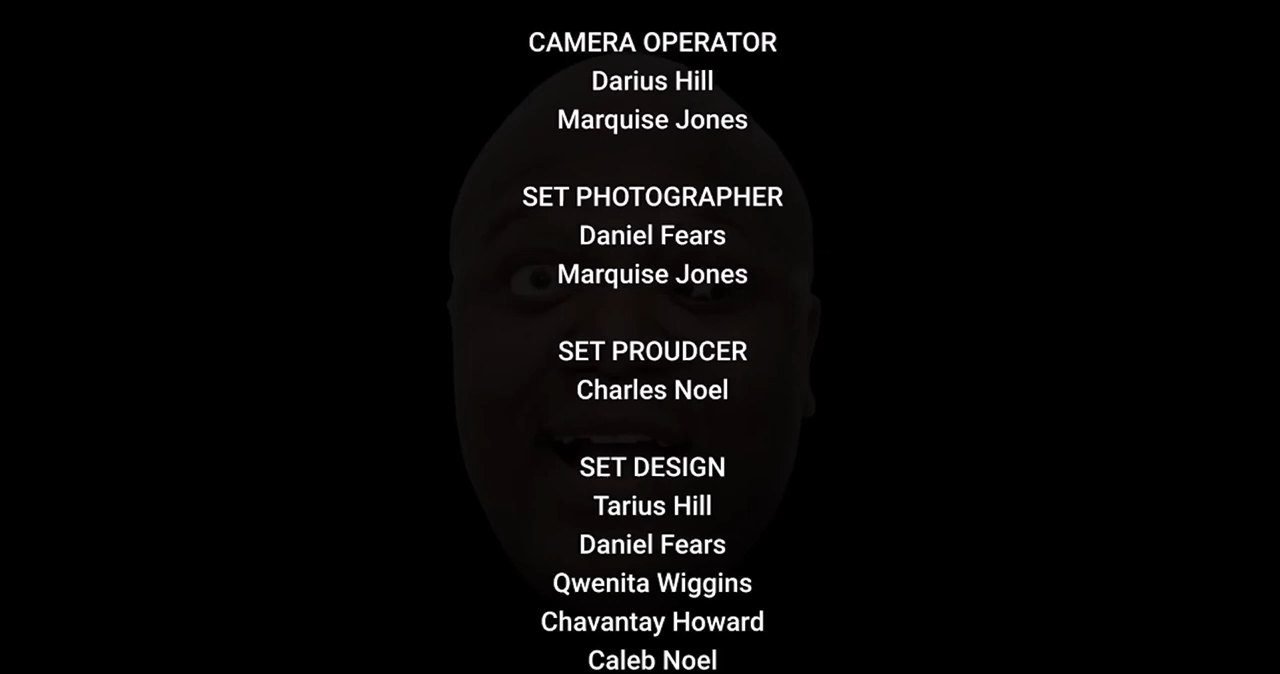 CAMERA OPERATOR
Darius Hill
Marquise Jones
SET PHOTOGRAPHER
Daniel Fears
Marquise Jones
SET PROUDCER
Charles Noel
SET DESIGN
Tarius Hill
Daniel Fears
Qwenita Wiggins
Chavantay Howard
Caleb Noel